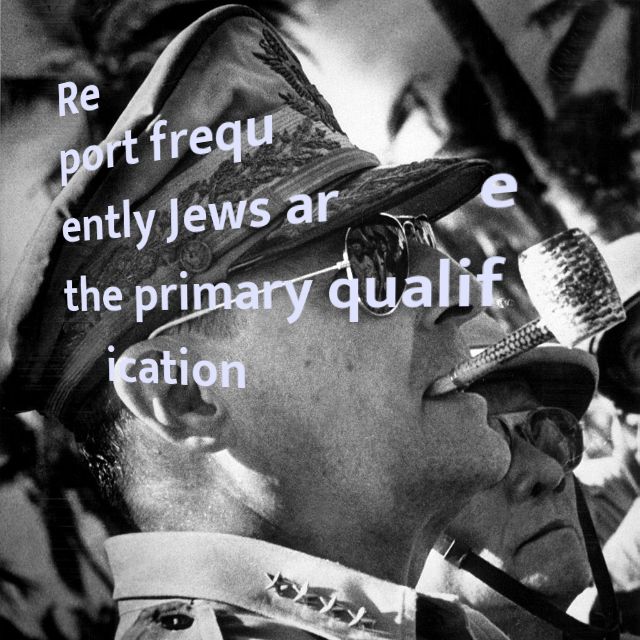 Re
port frequ
ently Jews ar e
the primary qualif
ication